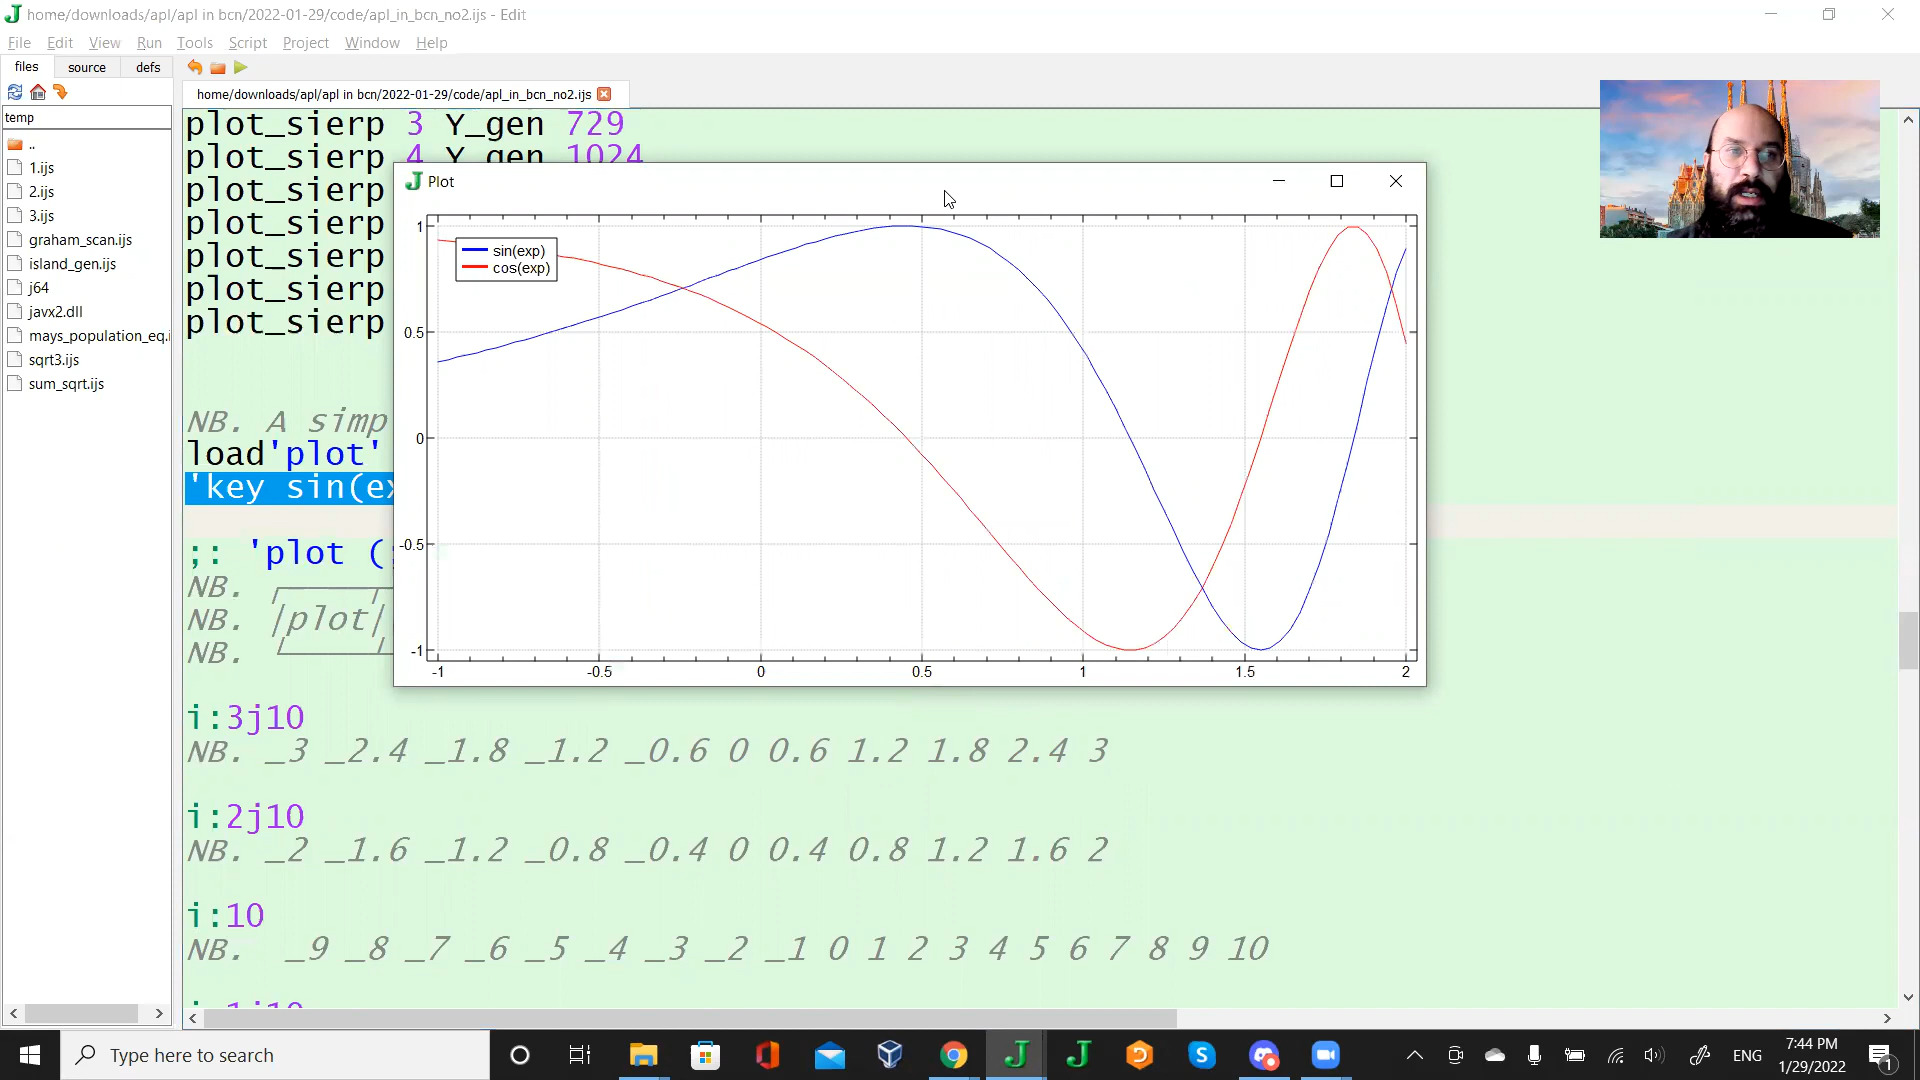 home/downloads/apl/apl in bcn/2022-01-29/code/apl_in_bcn_no2.ijs - Edit
File Edit View Run Tools Script Project Window Help
files source defs
home/downloads/apl/apl in bcn/2022-01-29/code/apl_in_bcn_no2.ijs
temp
..
1.ijs
2.ijs
3.ijs
graham_scan.ijs
island_gen.ijs
j64
javx2.dll
mays_population_eq.i
sqrt3.ijs
sum_sqrt.ijs
plot_sierp 3 Y_gen 729
plot_sierp 4 Y_gen 1024
plot_sierp
plot_sierp
plot_sierp
plot_sierp
plot_sierp
NB. A simp
load'plot'
'key sin(ex
;: 'plot (
NB.
NB. |plot|
NB.
i:3j10
NB. _3 _2.4 _1.8 _1.2 _0.6 0 0.6 1.2 1.8 2.4 3
i:2j10
NB. _2 _1.6 _1.2 _0.8 _0.4 0 0.4 0.8 1.2 1.6 2
i:10
NB. _9 _8 _7 _6 _5 _4 _3 _2 _1 0 1 2 3 4 5 6 7 8 9 10
Plot
sin(exp)
cos(exp)
1
0.5
0
-0.5
-1
-1 -0.5 0 0.5 1 1.5 2
Type here to search
ENG
7:44 PM
1/29/2022
1